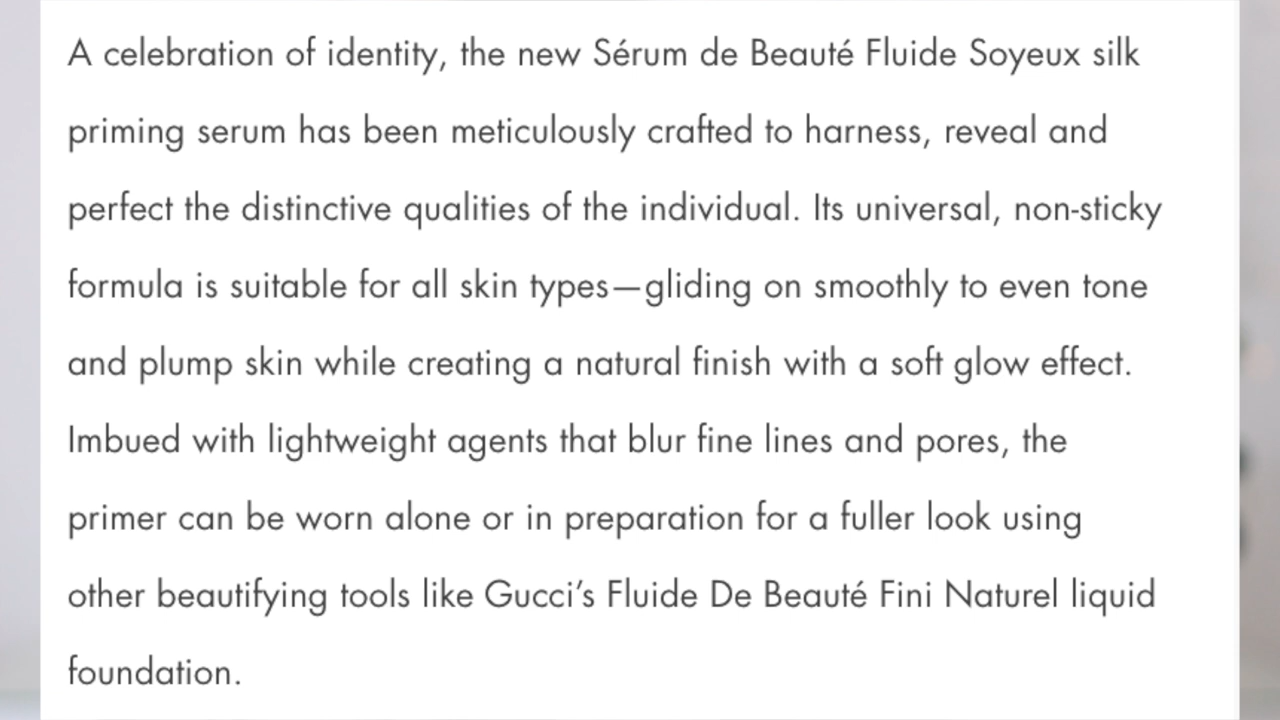 A celebration of identity, the new Sérum de Beauté Fluide Soyeux silk
priming serum has been meticulously crafted to harness, reveal and
perfect the distinctive qualities of the individual. Its universal, non-sticky
formula is suitable for all skin types—gliding on smoothly to even tone
and plump skin while creating a natural finish with a soft glow effect.
Imbued with lightweight agents that blur fine lines and pores, the
primer can be worn alone or in preparation for a fuller look using
other beautifying tools like Gucci’s Fluide De Beauté Fini Naturel liquid
foundation.